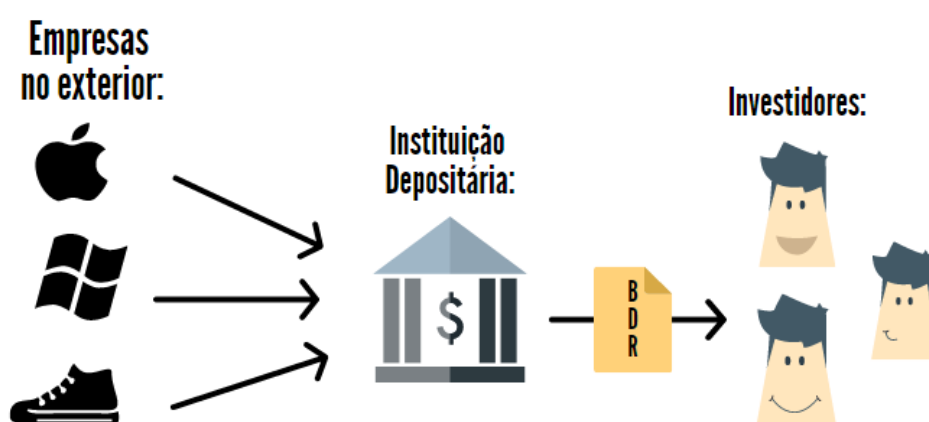 Empresas
no exterior:
Instituição
Depositária:
$
B
D
R
Investidores: